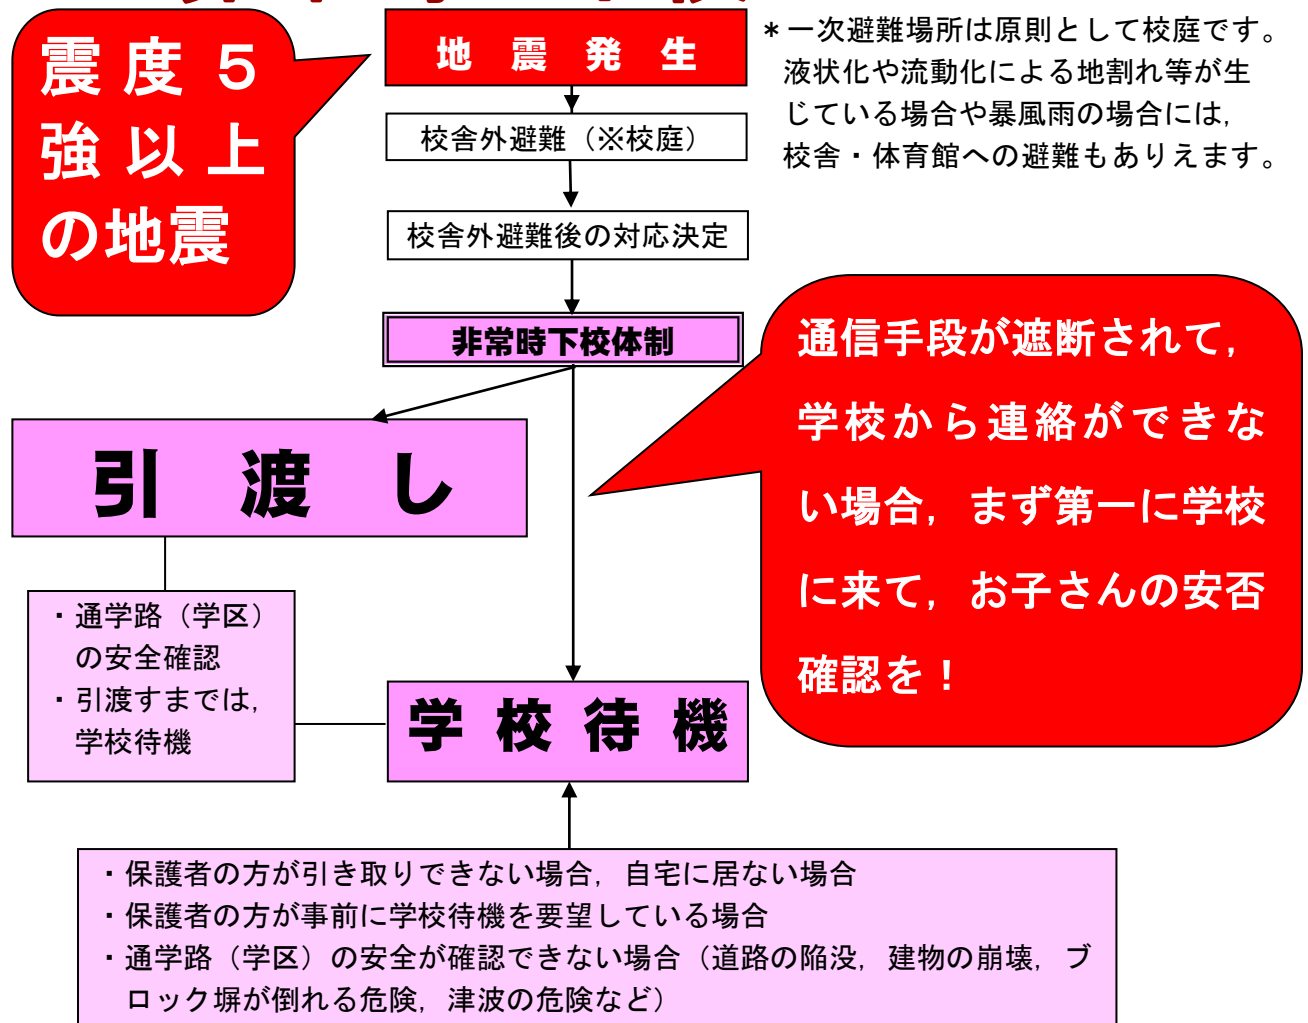 震度５
強以上
の地震
地震発生
＊一次避難場所は原則として校庭です。
液状化や流動化による地割れ等が生
じている場合や暴風雨の場合には，
校舎・体育館への避難もありえます。
校舎外避難（※校庭）
校舎外避難後の対応決定
非常時下校体制
通信手段が遮断されて，
学校から連絡ができな
い場合，まず第一に学校
に来て，お子さんの安否
確認を！
引渡し
・通学路（学区）
の安全確認
・引渡すまでは，
学校待機
学校待機
・保護者の方が引き取りできない場合，自宅に居ない場合
・保護者の方が事前に学校待機を要望している場合
・通学路（学区）の安全が確認できない場合（道路の陥没，建物の崩壊，ブ
ロック塀が倒れる危険，津波の危険など）